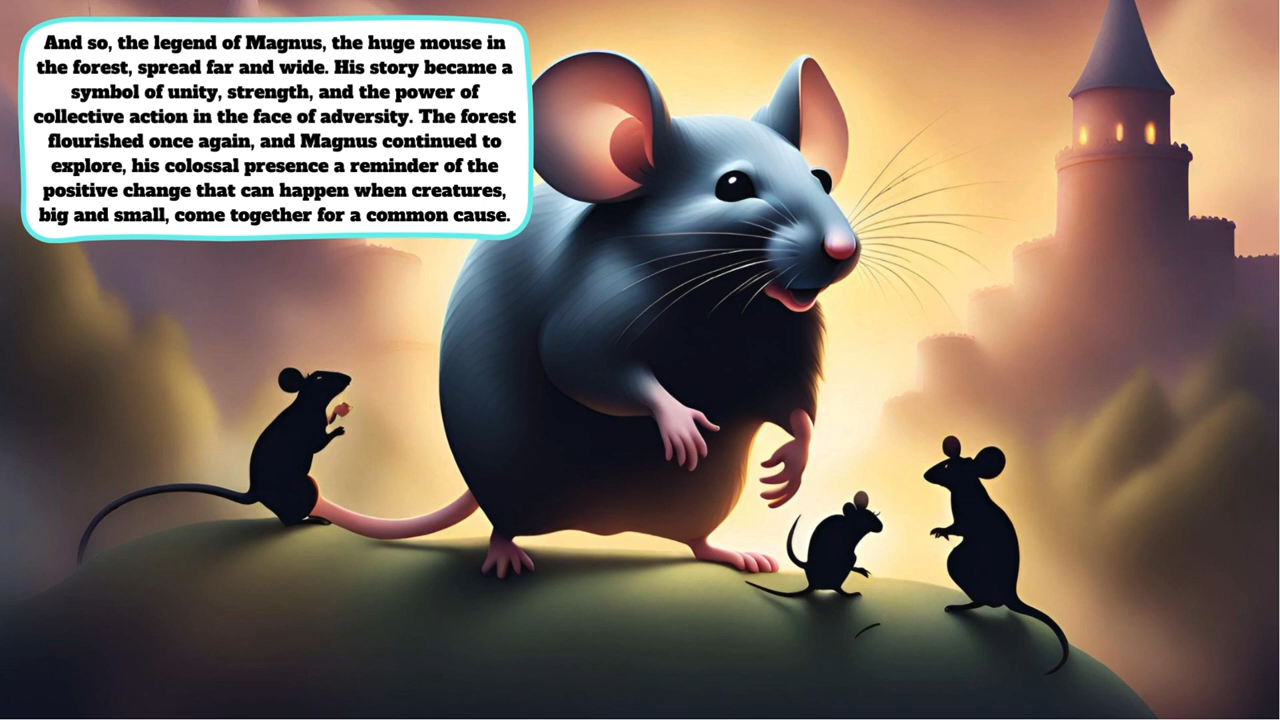 And so, the legend of Magnus, the huge mouse in
the forest, spread far and wide. His story became a
symbol of unity, strength, and the power of
collective action in the face of adversity. The forest
flourished once again, and Magnus continued to
explore, his colossal presence a reminder of the
positive change that can happen when creatures,
big and small, come together for a common cause.